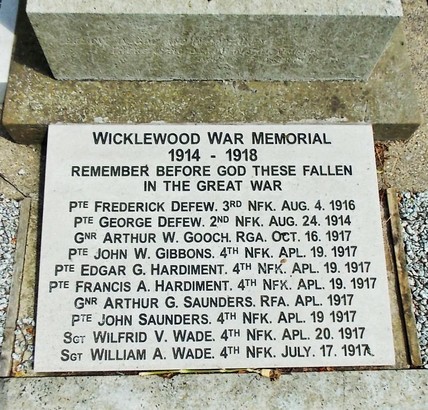 WICKLEWOOD WAR MEMORIAL
1914 - 1918
REMEMBER BEFORE GOD THESE FALLEN
IN THE GREAT WAR
PTE FREDERICK DEFEW. 3RD NFK. AUG. 4. 1916
PTE GEORGE DEFEW. 2ND NFK. AUG. 24. 1914
GNR ARTHUR W. GOOCH. RGA. OCT. 16. 1917
PTE JOHN W. GIBBONS. 4TH NFK. APL. 19. 1917
PTE EDGAR G. HARDIMENT. 4TH NFK. APL. 19. 1917
PTE FRANCIS A. HARDIMENT. 4TH NFK. APL. 19. 1917
GNR ARTHUR G. SAUNDERS. RFA. APL. 1917
PTE JOHN SAUNDERS. 4TH NFK. APL. 19 1917
SGT WILFRID V. WADE. 4TH NFK. APL. 20. 1917
SGT WILLIAM A. WADE. 4TH NFK. JULY. 17. 1917